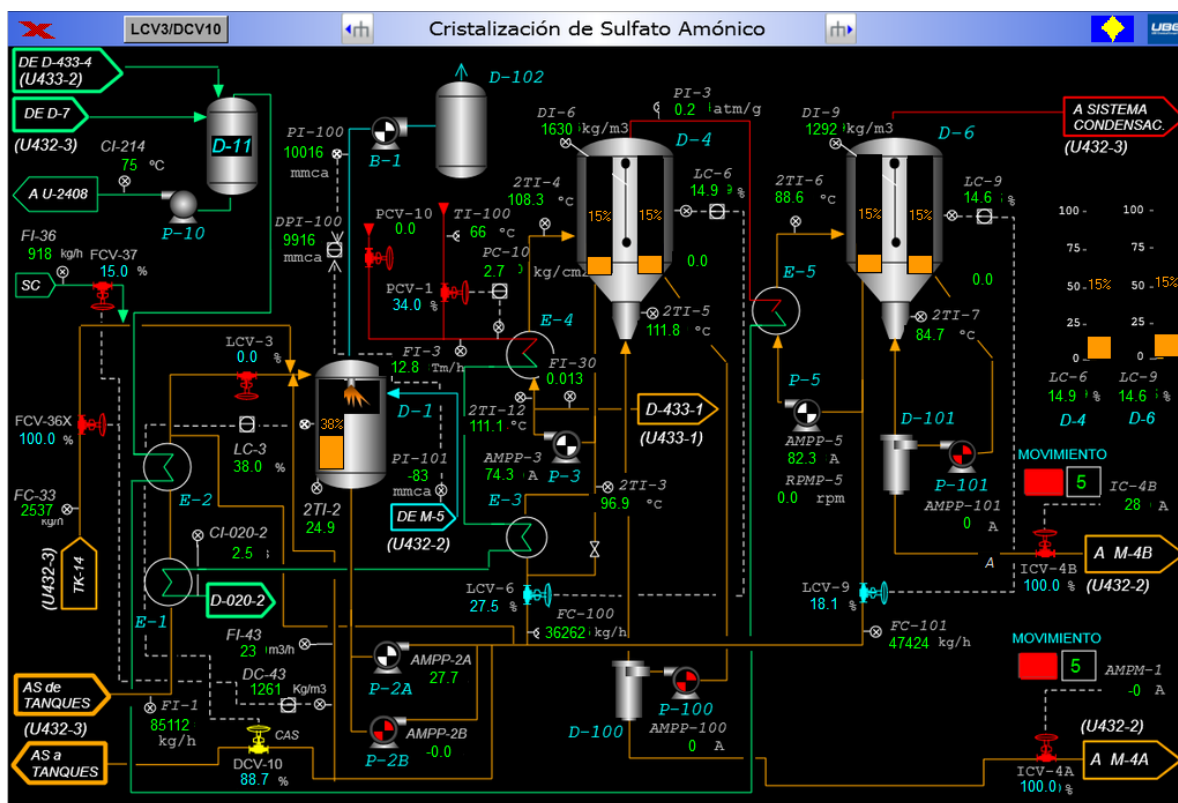 LCV3/DCV10
Cristalización de Sulfato Amónico
UBE
DE D-433-4
(U433-2)
DE D-7
(U432-3)
D-11
CI-214
75 °C
A U-2408
P-10
FI-36
918 kg/h
FCV-37
15.0 %
SC
D-102
PI-100
10016
mmca
B-1
DPI-100
9916
mmca
PCV-10
0.0
TI-100
66 °C
PC-10
2.7 kg/cm2
PCV-1
34.0 %
PI-3
0.2 atm/g
DI-6
1630 kg/m3
D-4
2TI-4
108.3 °C
LC-6
14.9 %
15%
15%
0.0
2TI-5
111.8 °C
DI-9
1292 kg/m3
D-6
A SISTEMA
CONDENSAC.
(U432-3)
2TI-6
88.6 °C
LC-9
14.6 %
15%
15%
0.0
2TI-7
84.7 °C
E-5
100
100
75
75
50
15%
50
15%
25
25
0
0
LC-6
14.9 %
D-4
LC-9
14.6 %
D-6
E-4
LCV-3
0.0 %
FI-3
12.8 Tm/h
FI-30
0.013
D-1
38%
D-433-1
(U433-1)
2TI-12
111.1 °C
P-3
AMPP-3
74.3 A
P-5
AMPP-5
82.3 A
RPMP-5
0.0 rpm
D-101
P-101
AMPP-101
0 A
MOVIMIENTO
5
IC-4B
28 A
FCV-36X
100.0 %
LC-3
38.0 %
E-2
PI-101
-83
mmca
FC-33
2537
kg/h
2TI-2
24.9
DE M-5
(U432-2)
E-3
2TI-3
96.9 °C
CI-020-2
2.5
(U432-3)
TK-14
D-020-2
E-1
A
A M-4B
(U432-2)
ICV-4B
100.0 %
LCV-6
27.5 %
LCV-9
18.1 %
FC-100
36262 kg/h
FC-101
47424 kg/h
FI-43
23 m3/h
DC-43
1261 Kg/m3
AMPP-2A
27.7
P-2A
AMPP-2B
-0.0
P-2B
MOVIMIENTO
5
AMPM-1
-0 A
AS de
TANQUES
(U432-3)
FI-1
85112
kg/h
CAS
DCV-10
88.7 %
AS a
TANQUES
D-100
P-100
AMPP-100
0 A
(U432-2)
A M-4A
ICV-4A
100.0 %